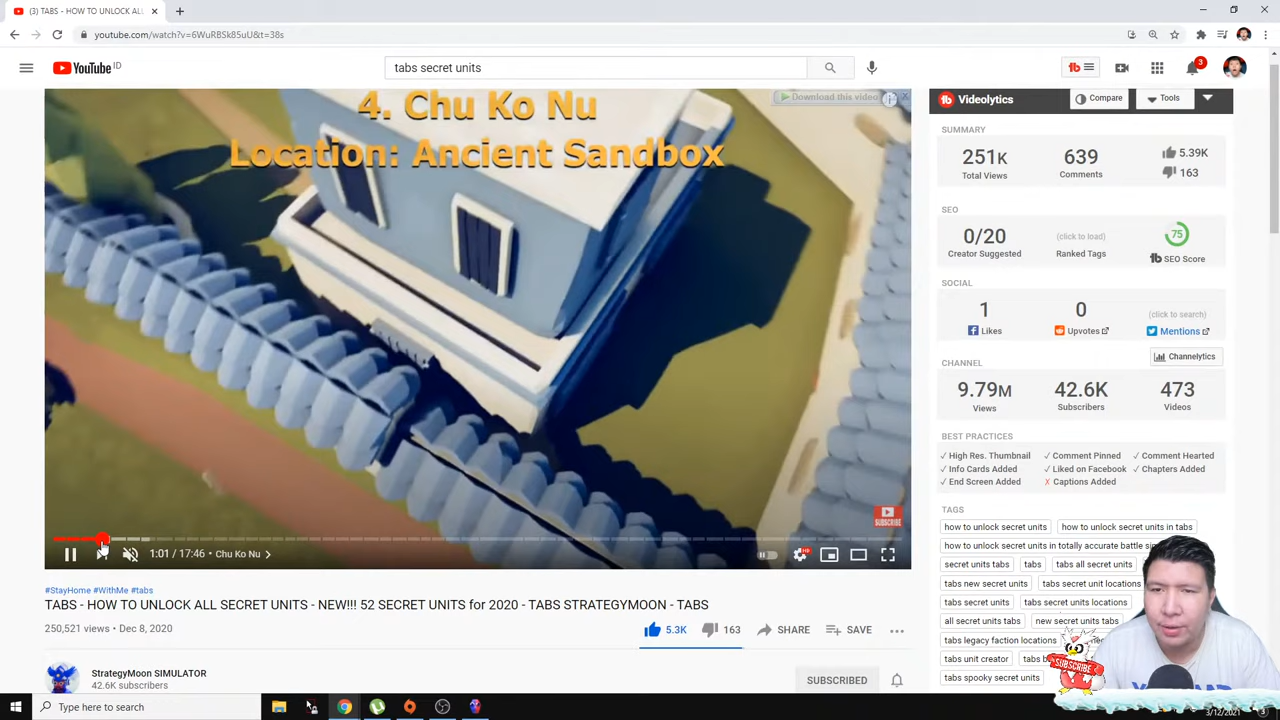 (3) TABS - HOW TO UNLOCK ALL
youtube.com/watch?v=6WuRBSk85uU&t=38s
YouTube ID
tabs secret units
3
4. Chu Ko Nu
Location: Ancient Sandbox
Download this video
SUBSCRIBE
1:01 / 17:46 • Chu Ko Nu
#StayHome #WithMe #tabs
TABS - HOW TO UNLOCK ALL SECRET UNITS - NEW!!! 52 SECRET UNITS for 2020 - TABS STRATEGYMOON - TABS
250,521 views • Dec 8, 2020
5.3K
163
SHARE
SAVE
StrategyMoon SIMULATOR
42.6K subscribers
SUBSCRIBED
Videolytics
Compare
Tools
SUMMARY
251K
Total Views
639
Comments
5.39K
163
SEO
0/20
Creator Suggested
(click to load)
Ranked Tags
75
SEO Score
SOCIAL
1
Likes
0
Upvotes
(click to search)
Mentions
CHANNEL
Channelytics
9.79M
Views
42.6K
Subscribers
473
Videos
BEST PRACTICES
✓ High Res. Thumbnail
✓ Comment Pinned
✓ Comment Hearted
✓ Info Cards Added
✓ Liked on Facebook
✓ Chapters Added
✓ End Screen Added
✗ Captions Added
TAGS
how to unlock secret units
how to unlock secret units in tabs
how to unlock secret units in totally accurate battle
secret units tabs
tabs
tabs all secret units
tabs new secret units
tabs secret unit locations
tabs secret units
tabs secret units locations
all secret units tabs
new secret units tabs
tabs legacy faction locations
tabs
tabs unit creator
tabs
tabs spooky secret units
SUBSCRIBE
Type here to search
3/12/2021